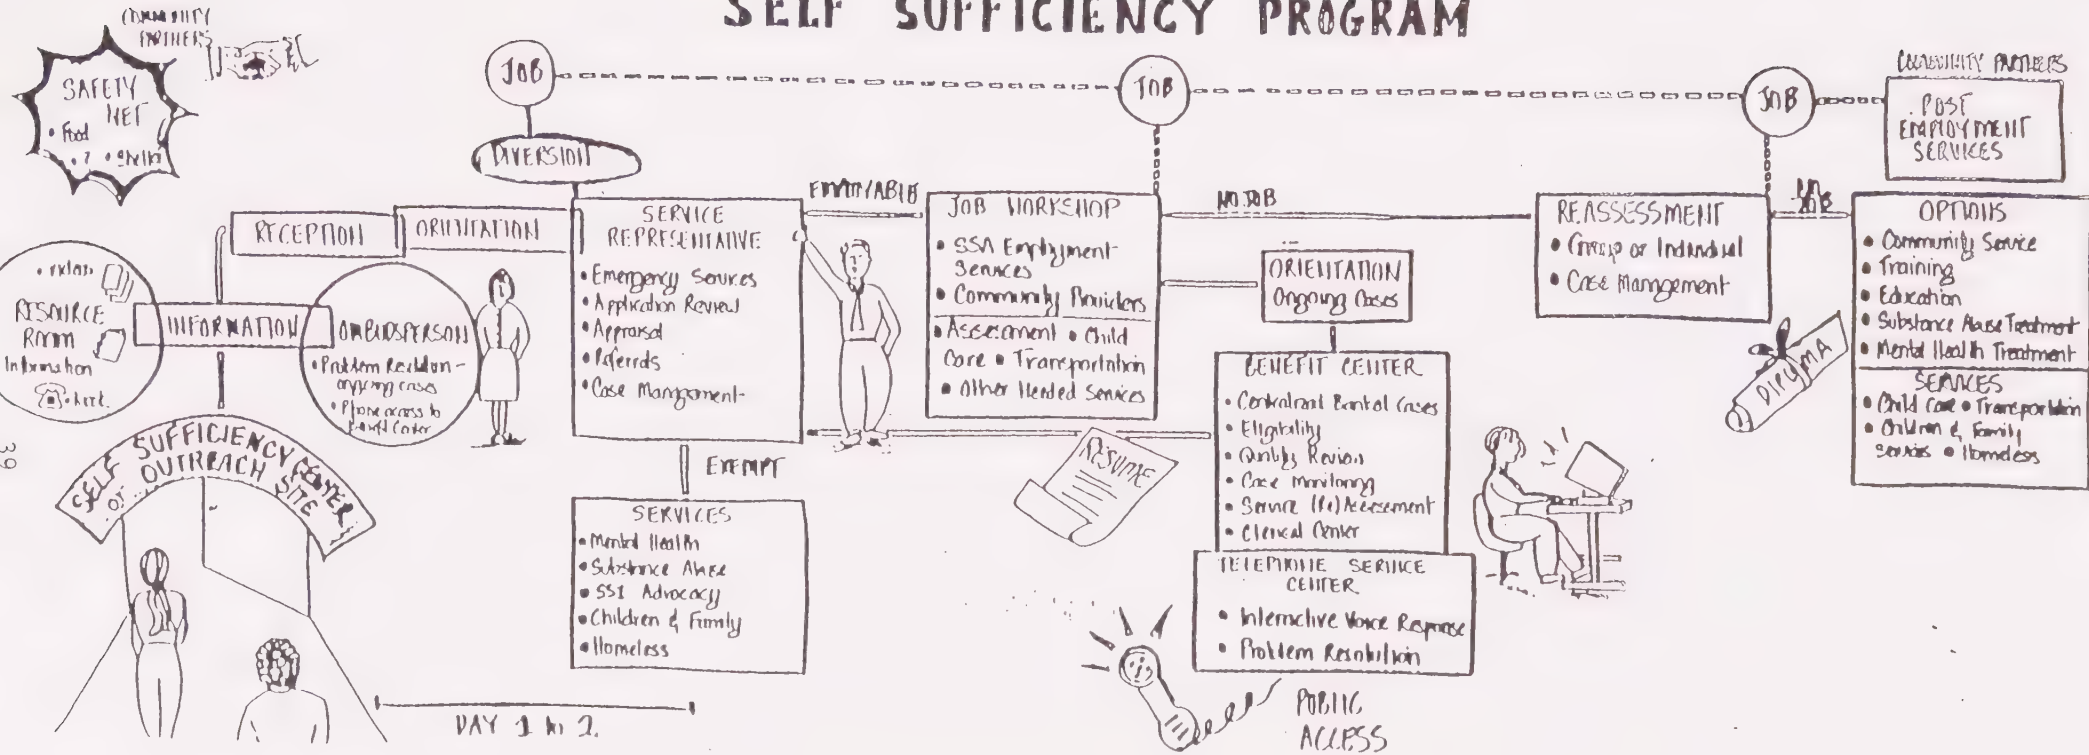 SELF SUFFICIENCY PROGRAM
COMMUNITY
PARTNERS
SAFETY
NET
• Food
JOB
JOB
JOB
COMMUNITY PARTNERS
POST
EMPLOYMENT
SERVICES
DIVERSION
RECEPTION
ORIENTATION
SERVICE
REPRESENTATIVE
• Emergency Services
• Application Review
• Appraisal
• Referrals
• Case Mangement
EMPLOYABLE
JOB WORKSHOP
• SSA Employment
Services
• Community Providers
• Assessment • Child
Care • Transportation
• Other Needed Services
NO JOB
ORIENTATION
Ongoing Cases
REASSESSMENT
• Group or Individual
• Case Mangement
NO
JOB
OPTIONS
• Community Service
• Training
• Education
• Substance Abuse Treatment
• Mental Health Treatment
SERVICES
• Child Care • Transportation
• Children & Family
Services • Homeless
RESOURCE
ROOM
Information
INFORMATION
OMBUDSPERSON
• Problem Resolution -
ongoing cases
• Phone access to
Benefit Center
SELF SUFFICIENCY CENTER
or OUTREACH SITE
EXEMPT
SERVICES
• Mental Health
• Substance Abuse
• SSI Advocacy
• Children & Family
• Homeless
RESUME
BENEFIT CENTER
• Eligibility
• Quality Review
• Case Monitoring
• Service (Re)Assessment
• Clerical Center
TELEPHONE SERVICE
CENTER
• Interactive Voice Response
• Problem Resolution
DIPLOMA
PUBLIC
ACCESS
DAY 1 to 2.
39